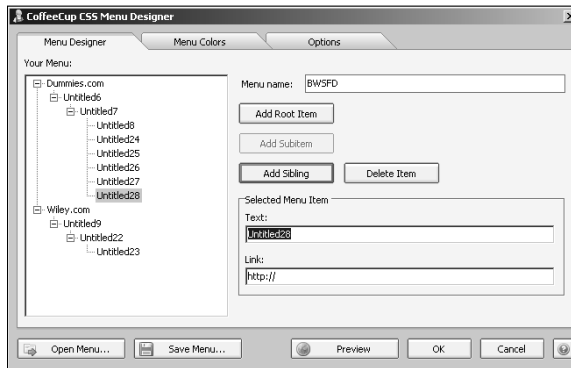 CoffeeCup CSS Menu Designer
Menu Designer Menu Colors Options
Your Menu:
Dummies.com
Untitled6
Untitled7
Untitled8
Untitled24
Untitled25
Untitled26
Untitled27
Untitled28
Wiley.com
Untitled9
Untitled22
Untitled23
Menu name: BWSFD
Add Root Item
Add Subitem
Add Sibling Delete Item
Selected Menu Item
Text:
Untitled28
Link:
http://
Open Menu... Save Menu... Preview OK Cancel